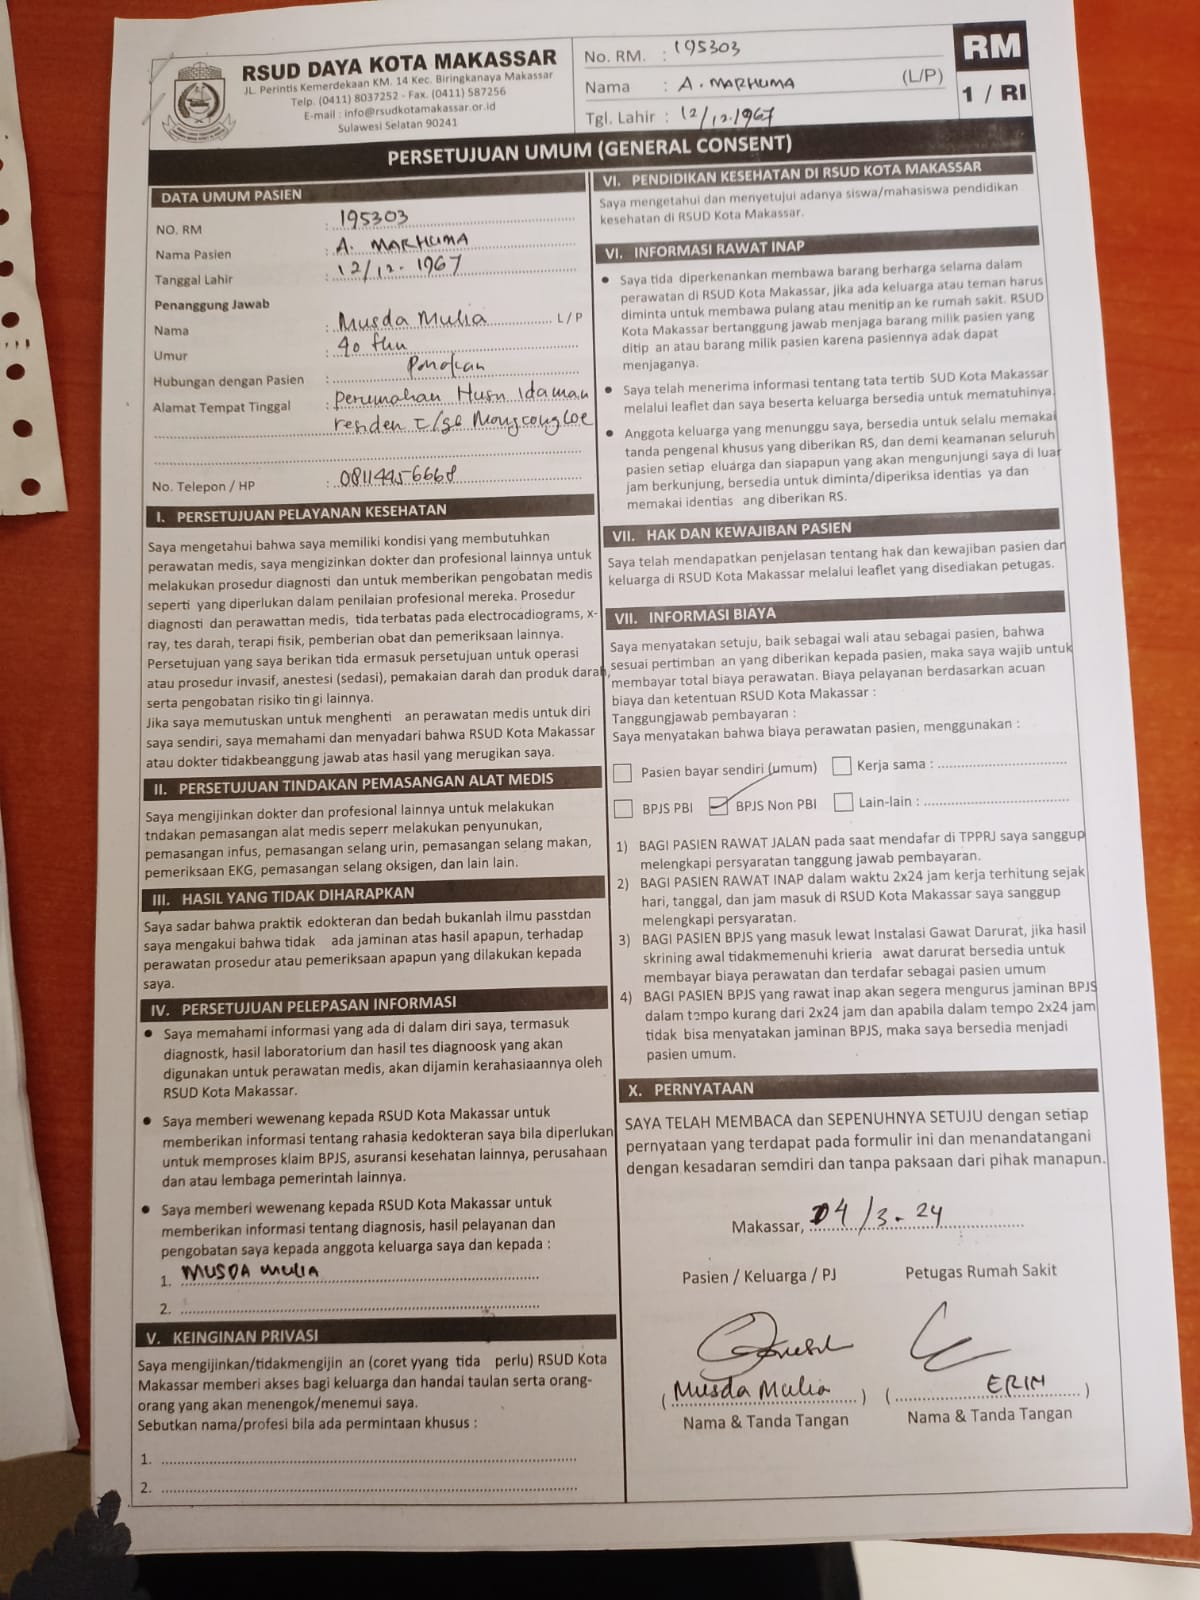 RSUD DAYA KOTA MAKASSAR
JL. Perintis Kemerdekaan KM. 14 Kec. Biringkanaya Makassar
Telp. (0411) 8037252 - Fax. (0411) 587256
E-mail : info@rsudkotamakassar.or.id
Sulawesi Selatan 90241
No. RM. : 195303
Nama : A. MARHUMA (L/P)
Tgl. Lahir : 12/12.1967
RM
1 / RI
PERSETUJUAN UMUM (GENERAL CONSENT)
DATA UMUM PASIEN
NO. RM : 195303
Nama Pasien : A. MARHUMA
Tanggal Lahir : 12/12.1967
Penanggung Jawab
Nama : Musda Mulia L/P
Umur : 40 thn
Hubungan dengan Pasien : Ponakan
Alamat Tempat Tinggal : Perumahan Husn Idaman
residen Mongcongloe
No. Telepon / HP : 08114456668
I. PERSETUJUAN PELAYANAN KESEHATAN
Saya mengetahui bahwa saya memiliki kondisi yang membutuhkan
perawatan medis, saya mengizinkan dokter dan profesional lainnya untuk
melakukan prosedur diagnosti dan untuk memberikan pengobatan medis
seperti yang diperlukan dalam penilaian profesional mereka. Prosedur
diagnosti dan perawattan medis, tida terbatas pada electrocadiograms, x-
ray, tes darah, terapi fisik, pemberian obat dan pemeriksaan lainnya.
Persetujuan yang saya berikan tida ermasuk persetujuan untuk operasi
atau prosedur invasif, anestesi (sedasi), pemakaian darah dan produk darah,
serta pengobatan risiko tin gi lainnya.
Jika saya memutuskan untuk menghenti an perawatan medis untuk diri
saya sendiri, saya memahami dan menyadari bahwa RSUD Kota Makassar
atau dokter tidakbeanggung jawab atas hasil yang merugikan saya.
II. PERSETUJUAN TINDAKAN PEMASANGAN ALAT MEDIS
Saya mengijinkan dokter dan profesional lainnya untuk melakukan
tndakan pemasangan alat medis seperr melakukan penyunukan,
pemasangan infus, pemasangan selang urin, pemasangan selang makan,
pemeriksaan EKG, pemasangan selang oksigen, dan lain lain.
III. HASIL YANG TIDAK DIHARAPKAN
Saya sadar bahwa praktik edokteran dan bedah bukanlah ilmu passtdan
saya mengakui bahwa tidak ada jaminan atas hasil apapun, terhadap
perawatan prosedur atau pemeriksaan apapun yang dilakukan kepada
saya.
IV. PERSETUJUAN PELEPASAN INFORMASI
● Saya memahami informasi yang ada di dalam diri saya, termasuk
diagnostk, hasil laboratorium dan hasil tes diagnoosk yang akan
digunakan untuk perawatan medis, akan dijamin kerahasiaannya oleh
RSUD Kota Makassar.
● Saya memberi wewenang kepada RSUD Kota Makassar untuk
memberikan informasi tentang rahasia kedokteran saya bila diperlukan
untuk memproses klaim BPJS, asuransi kesehatan lainnya, perusahaan
dan atau lembaga pemerintah lainnya.
● Saya memberi wewenang kepada RSUD Kota Makassar untuk
memberikan informasi tentang diagnosis, hasil pelayanan dan
pengobatan saya kepada anggota keluarga saya dan kepada :
1. MUSDA MULIA
2.
V. KEINGINAN PRIVASI
Saya mengijinkan/tidakmengijin an (coret yyang tida perlu) RSUD Kota
Makassar memberi akses bagi keluarga dan handai taulan serta orang-
orang yang akan menengok/menemui saya.
Sebutkan nama/profesi bila ada permintaan khusus :
1.
2.
VI. PENDIDIKAN KESEHATAN DI RSUD KOTA MAKASSAR
Saya mengetahui dan menyetujui adanya siswa/mahasiswa pendidikan
kesehatan di RSUD Kota Makassar.
VI. INFORMASI RAWAT INAP
● Saya tida diperkenankan membawa barang berharga selama dalam
perawatan di RSUD Kota Makassar, jika ada keluarga atau teman harus
diminta untuk membawa pulang atau menitip an ke rumah sakit. RSUD
Kota Makassar bertanggung jawab menjaga barang milik pasien yang
ditip an atau barang milik pasien karena pasiennya adak dapat
menjaganya.
● Saya telah menerima informasi tentang tata tertib SUD Kota Makassar
melalui leaflet dan saya beserta keluarga bersedia untuk mematuhinya
● Anggota keluarga yang menunggu saya, bersedia untuk selalu memakai
tanda pengenal khusus yang diberikan RS, dan demi keamanan seluruh
pasien setiap eluárga dan siapapun yang akan mengunjungi saya di luar
jam berkunjung, bersedia untuk diminta/diperiksa identias ya dan
memakai identias ang diberikan RS.
VII. HAK DAN KEWAJIBAN PASIEN
Saya telah mendapatkan penjelasan tentang hak dan kewajiban pasien dan
keluarga di RSUD Kota Makassar melalui leaflet yang disediakan petugas.
VII. INFORMASI BIAYA
Saya menyatakan setuju, baik sebagai wali atau sebagai pasien, bahwa
sesuai pertimban an yang diberikan kepada pasien, maka saya wajib untuk
membayar total biaya perawatan. Biaya pelayanan berdasarkan acuan
biaya dan ketentuan RSUD Kota Makassar :
Tanggungjawab pembayaran :
Saya menyatakan bahwa biaya perawatan pasien, menggunakan :
Pasien bayar sendiri (umum) Kerja sama :
BPJS PBI BPJS Non PBI Lain-lain :
1) BAGI PASIEN RAWAT JALAN pada saat mendafar di TPPRJ saya sanggup
melengkapi persyaratan tanggung jawab pembayaran.
2) BAGI PASIEN RAWAT INAP dalam waktu 2x24 jam kerja terhitung sejak
hari, tanggal, dan jam masuk di RSUD Kota Makassar saya sanggup
melengkapi persyaratan.
3) BAGI PASIEN BPJS yang masuk lewat Instalasi Gawat Darurat, jika hasil
skrining awal tidakmemenuhi krieria awat darurat bersedia untuk
membayar biaya perawatan dan terdafar sebagai pasien umum
4) BAGI PASIEN BPJS yang rawat inap akan segera mengurus jaminan BPJS
dalam tempo kurang dari 2x24 jam dan apabila dalam tempo 2x24 jam
tidak bisa menyatakan jaminan BPJS, maka saya bersedia menjadi
pasien umum.
X. PERNYATAAN
SAYA TELAH MEMBACA dan SEPENUHNYA SETUJU dengan setiap
pernyataan yang terdapat pada formulir ini dan menandatangani
dengan kesadaran semdiri dan tanpa paksaan dari pihak manapun.
Makassar, 04/3-24
Pasien / Keluarga / PJ Petugas Rumah Sakit
( Musda Mulia ) ( ERIN )
Nama & Tanda Tangan Nama & Tanda Tangan